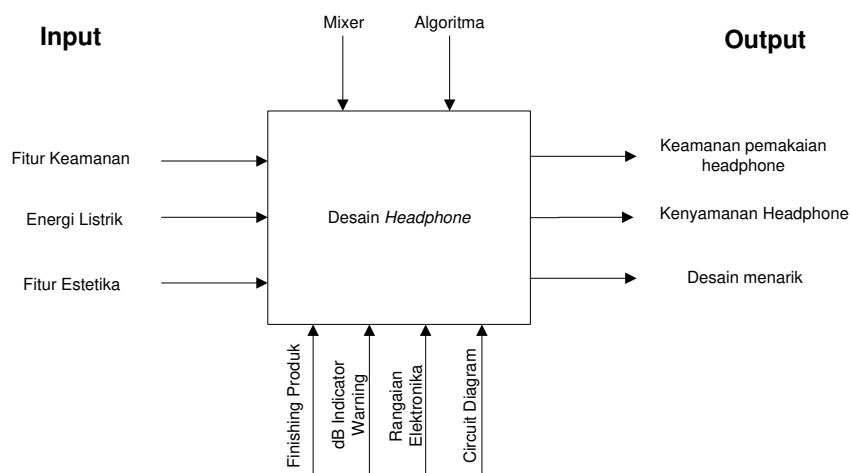 Mixer
Algoritma
Input
Output
Fitur Keamanan
Energi Listrik
Fitur Estetika
Desain Headphone
Keamanan pemakaian
headphone
Kenyamanan Headphone
Desain menarik
Finishing Produk
dB Indicator
Warning
Rangaian
Elektronika
Circuit Diagram